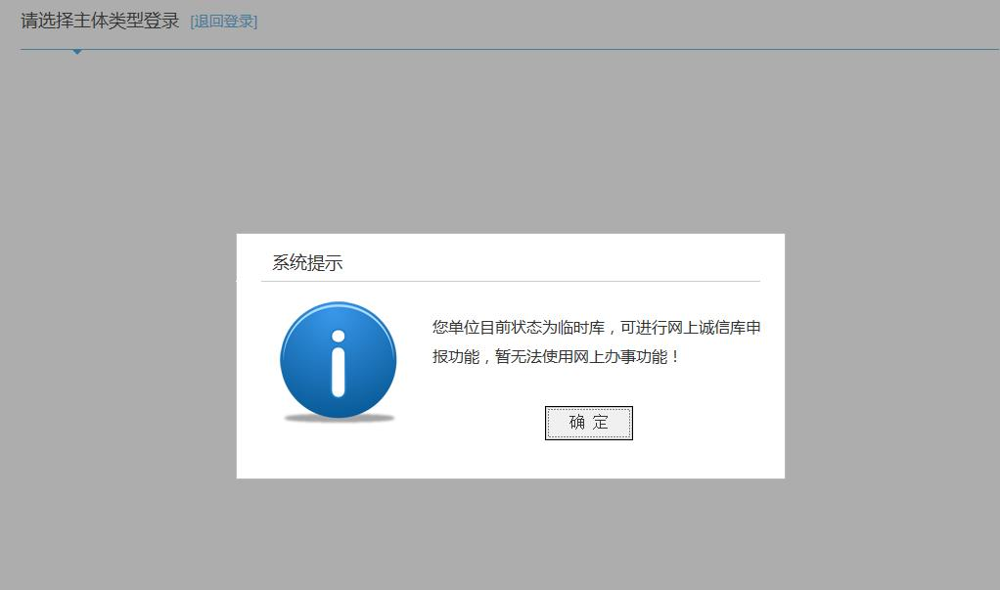 请选择主体类型登录 [退回登录]
系统提示
您单位目前状态为临时库，可进行网上诚信库申
报功能，暂无法使用网上办事功能！
确 定